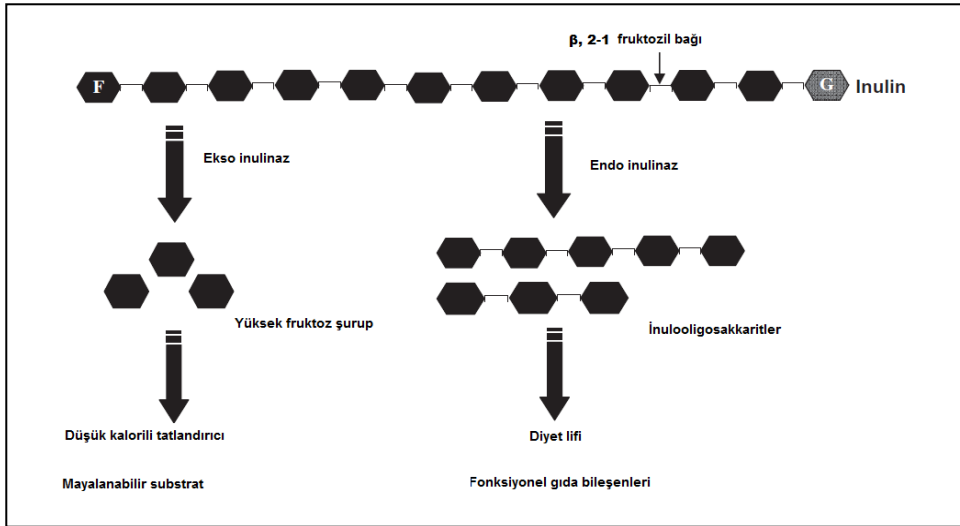 β, 2-1 fruktozil bağı
F
G
Inulin
Ekso inulinaz
Endo inulinaz
Yüksek fruktoz şurup
İnulooligosakkaritler
Düşük kalorili tatlandırıcı
Diyet lifi
Mayalanabilir substrat
Fonksiyonel gıda bileşenleri